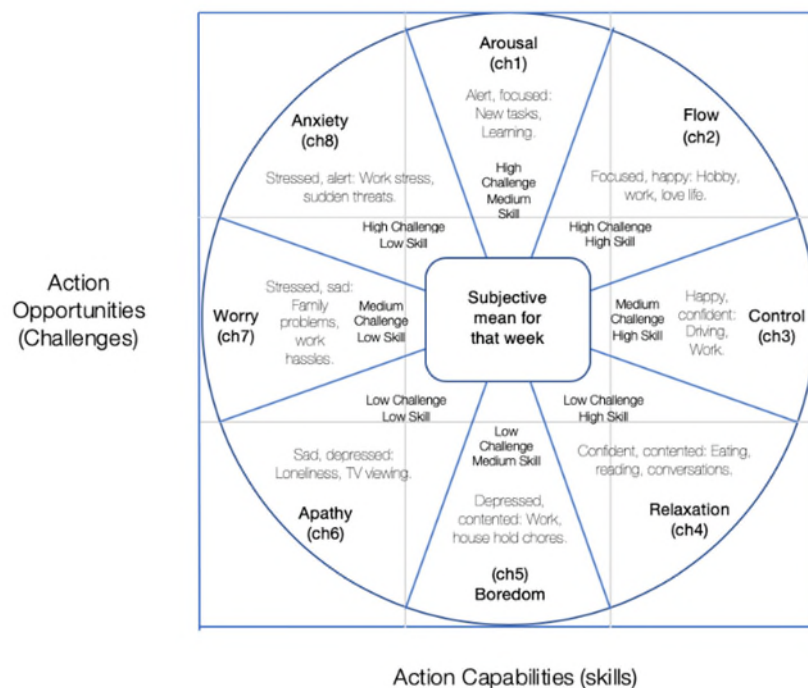 Arousal
(ch1)
Alert, focused:
New tasks,
Learning.
High
Challenge
Medium
Skill
Flow
(ch2)
Focused, happy: Hobby,
work, love life.
High Challenge
High Skill
Anxiety
(ch8)
Stressed, alert: Work stress,
sudden threats.
High Challenge
Low Skill
Action
Opportunities
(Challenges)
Worry
(ch7)
Stressed, sad:
Family
problems,
work
hassles.
Medium
Challenge
Low Skill
Subjective
mean for
that week
Medium
Challenge
High Skill
Happy,
confident:
Driving,
Work.
Control
(ch3)
Low Challenge
Low Skill
Sad, depressed:
Loneliness, TV viewing.
Apathy
(ch6)
Low
Challenge
Medium Skill
Depressed,
contented: Work,
house hold chores.
(ch5)
Boredom
Low Challenge
High Skill
Confident, contented: Eating,
reading, conversations.
Relaxation
(ch4)
Action Capabilities (skills)